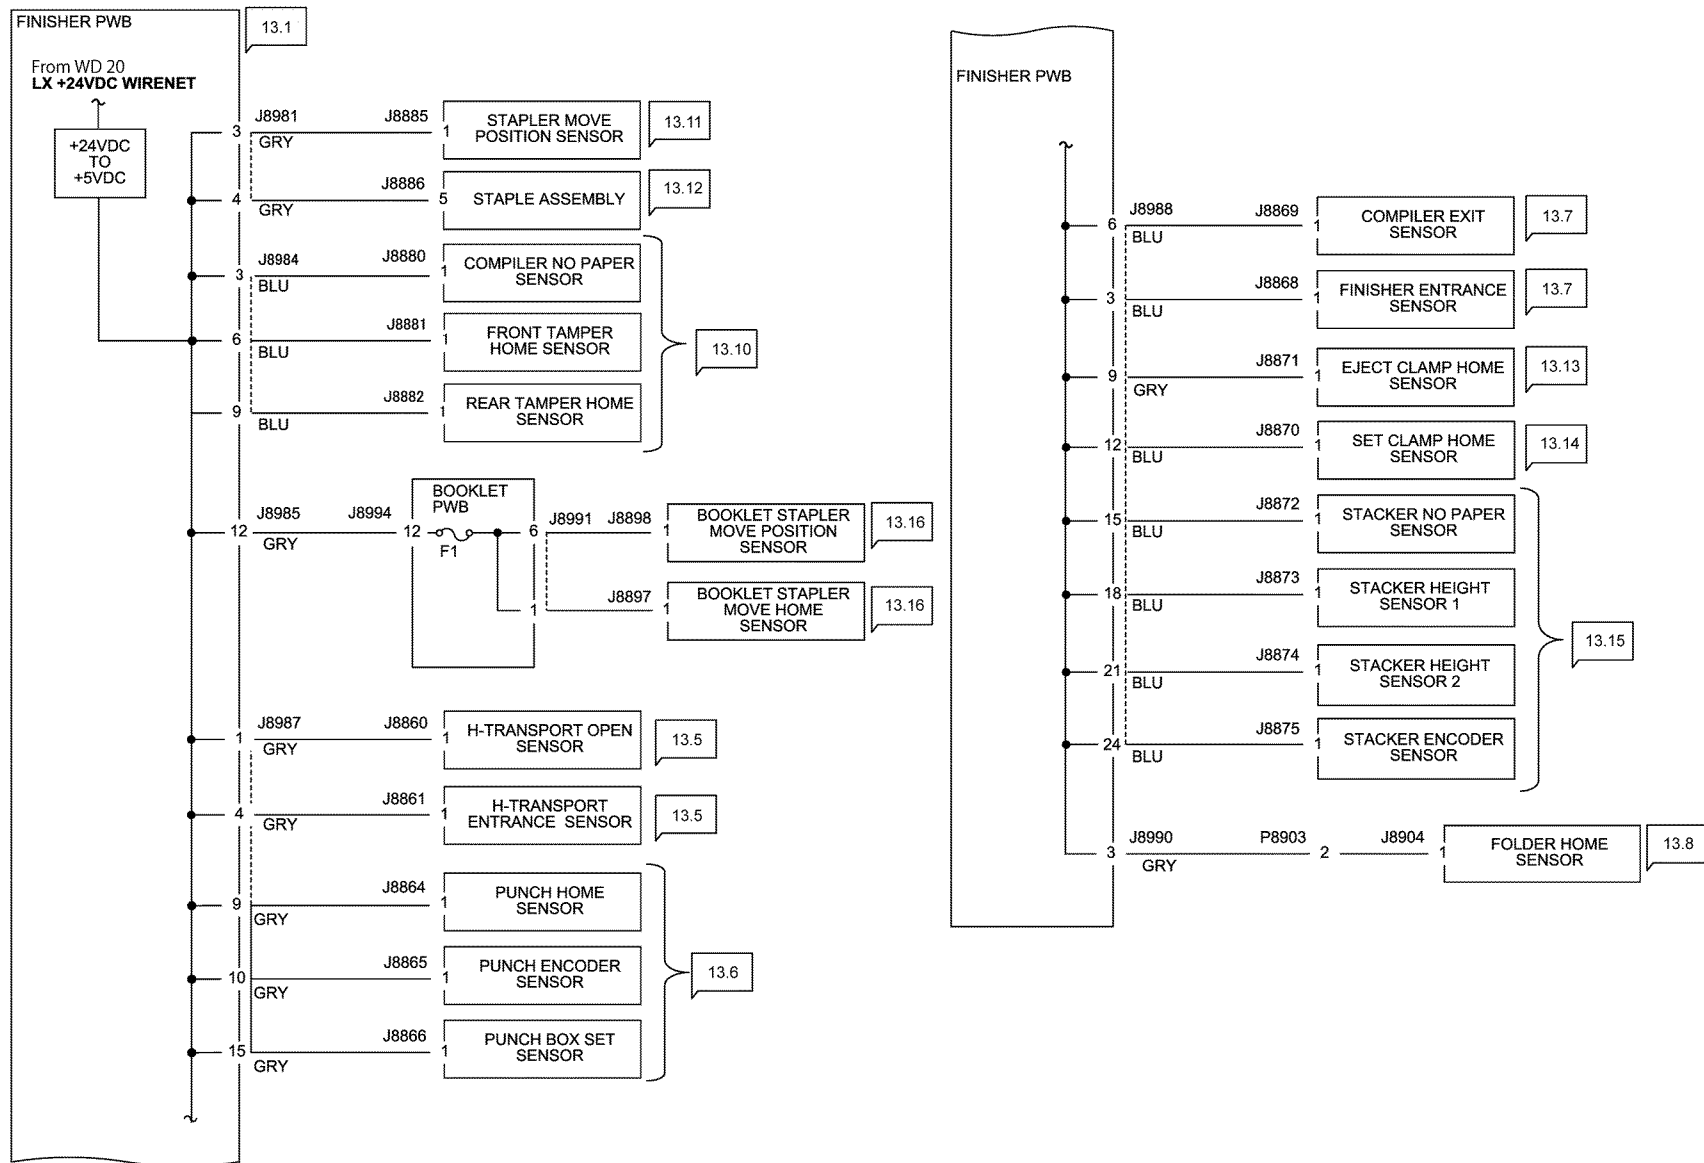 FINISHER PWB
13.1
From WD 20
LX +24VDC WIRENET
+24VDC
TO
+5VDC
3 J8981 J8885 1
GRY
STAPLER MOVE
POSITION SENSOR
13.11
4 J8886 5
GRY
STAPLE ASSEMBLY
13.12
3 J8984 J8880 1
BLU
COMPILER NO PAPER
SENSOR
6 J8881 1
BLU
FRONT TAMPER
HOME SENSOR
13.10
9 J8882 1
BLU
REAR TAMPER HOME
SENSOR
12 J8985 J8994 12
GRY
BOOKLET
PWB
F1
6 J8991 J8898 1
BOOKLET STAPLER
MOVE POSITION
SENSOR
13.16
1 J8897 1
BOOKLET STAPLER
MOVE HOME
SENSOR
13.16
1 J8987 J8860 1
GRY
H-TRANSPORT OPEN
SENSOR
13.5
4 J8861 1
GRY
H-TRANSPORT
ENTRANCE SENSOR
13.5
9 J8864 1
GRY
PUNCH HOME
SENSOR
10 J8865 1
GRY
PUNCH ENCODER
SENSOR
13.6
15 J8866 1
GRY
PUNCH BOX SET
SENSOR
FINISHER PWB
6 J8988 J8869 1
BLU
COMPILER EXIT
SENSOR
13.7
3 J8868 1
BLU
FINISHER ENTRANCE
SENSOR
13.7
9 J8871 1
GRY
EJECT CLAMP HOME
SENSOR
13.13
12 J8870 1
BLU
SET CLAMP HOME
SENSOR
13.14
15 J8872 1
BLU
STACKER NO PAPER
SENSOR
18 J8873 1
BLU
STACKER HEIGHT
SENSOR 1
13.15
21 J8874 1
BLU
STACKER HEIGHT
SENSOR 2
24 J8875 1
BLU
STACKER ENCODER
SENSOR
3 J8990 P8903 2 J8904 1
GRY
FOLDER HOME
SENSOR
13.8